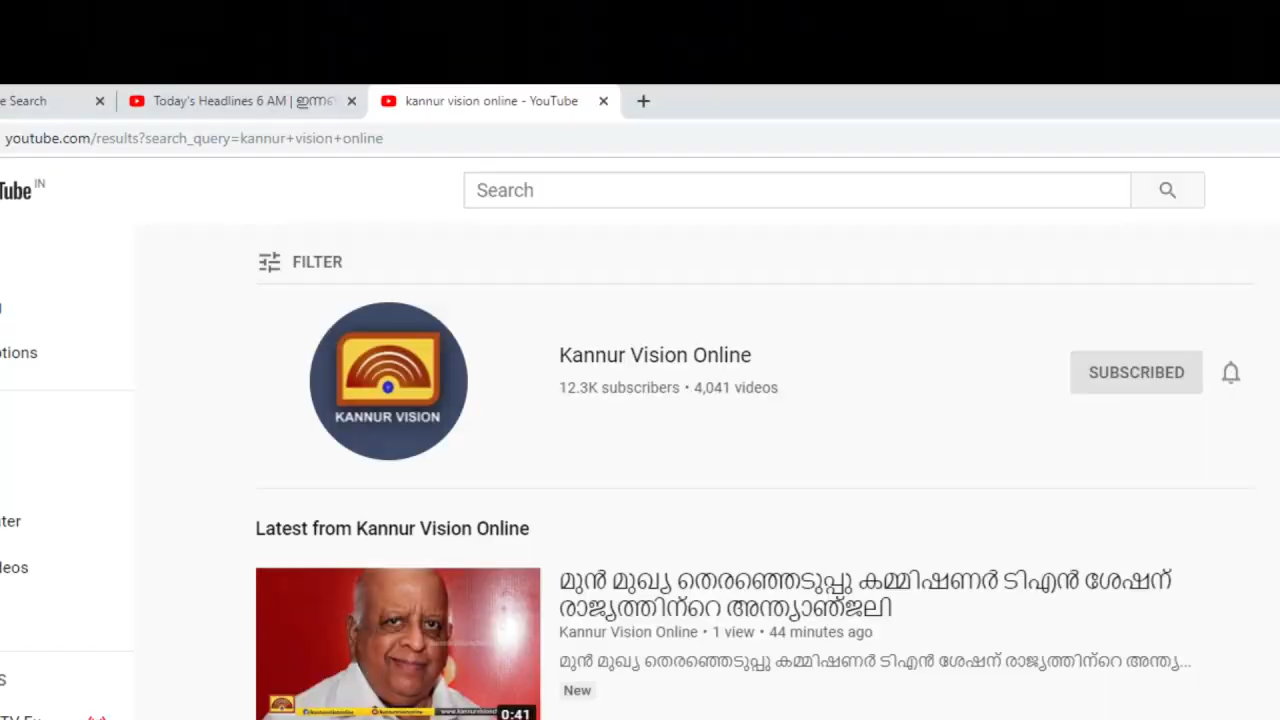 e Search
Today's Headlines 6 AM | ഇന്നത്
kannur vision online - YouTube
youtube.com/results?search_query=kannur+vision+online
Tube IN
Search
FILTER
KANNUR VISION
Kannur Vision Online
12.3K subscribers • 4,041 videos
SUBSCRIBED
ptions
Latest from Kannur Vision Online
മുൻ മുഖ്യ തെരഞ്ഞെടുപ്പു കമ്മിഷണർ ടിഎൻ ശേഷന്
രാജ്യത്തിന്റെ അന്ത്യാഞ്ജലി
Kannur Vision Online • 1 view • 44 minutes ago
മുൻ മുഖ്യ തെരഞ്ഞെടുപ്പു കമ്മിഷണർ ടിഎൻ ശേഷന് രാജ്യത്തിന്റെ അന്ത്യ...
New
0:41